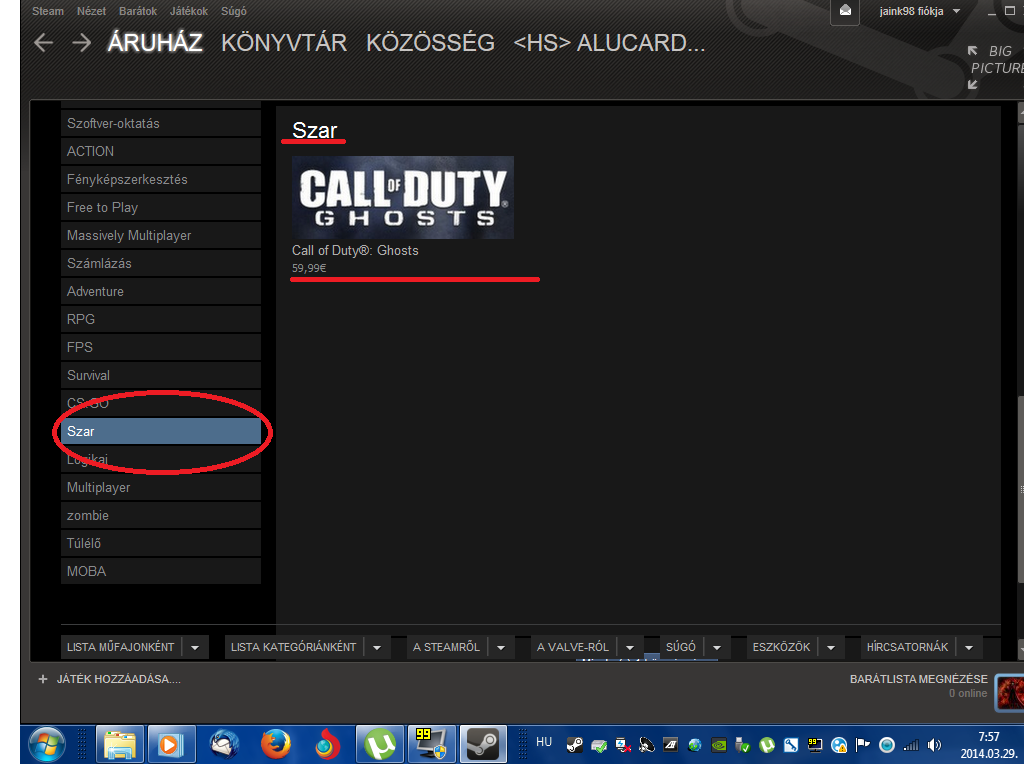 Steam Nézet Barátok Játékok Súgó
jaink98 fiókja
ÁRUHÁZ KÖNYVTÁR KÖZÖSSÉG <HS> ALUCARD...
BIG
PICTURE
Szoftver-oktatás
ACTION
Fényképszerkesztés
Free to Play
Massively Multiplayer
Számlázás
Adventure
RPG
FPS
Survival
CS:GO
Szar
Logikai
Multiplayer
zombie
Túlélő
MOBA
Szar
CALL OF DUTY®
GHOSTS
Call of Duty®: Ghosts
59,99€
LISTA MŰFAJONKÉNT LISTA KATEGÓRIÁNKÉNT A STEAMRŐL A VALVE-RÓL SÚGÓ ESZKÖZÖK HÍRCSATORNÁK
+ JÁTÉK HOZZÁADÁSA....
BARÁTLISTA MEGNÉZÉSE
0 online
99
HU
99
7:57
2014.03.29.